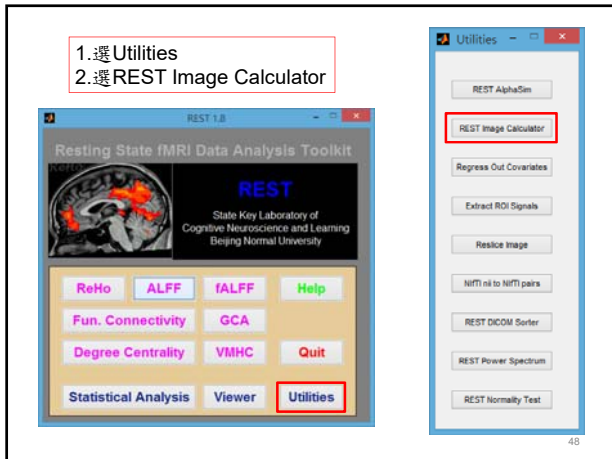 1.選Utilities
2.選REST Image Calculator
REST 1.8
Resting State fMRI Data Analysis Toolkit
REST
State Key Laboratory of
Cognitive Neuroscience and Learning
Beijing Normal University
ReHo
ALFF
fALFF
Help
Fun. Connectivity
GCA
Degree Centrality
VMHC
Quit
Statistical Analysis
Viewer
Utilities
Utilities
REST AlphaSim
REST Image Calculator
Regress Out Covariates
Extract ROI Signals
Reslice Image
NIfTI nii to NIfTI pairs
REST DICOM Sorter
REST Power Spectrum
REST Normality Test
48